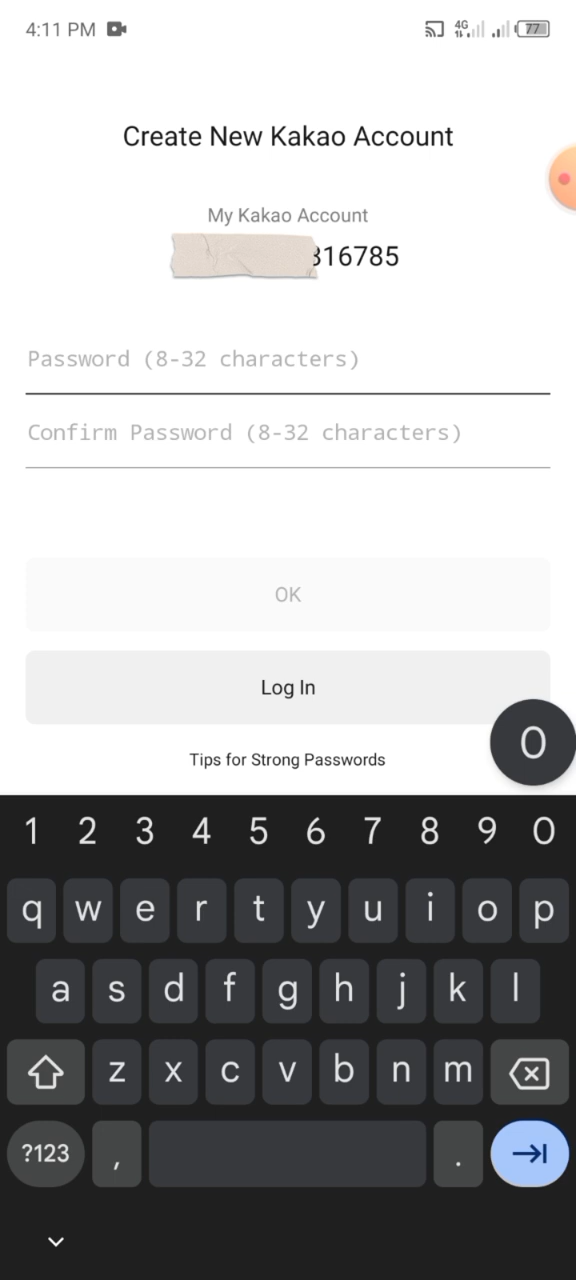 4:11 PM
4G
77
Create New Kakao Account
My Kakao Account
816785
Password (8-32 characters)
Confirm Password (8-32 characters)
OK
Log In
Tips for Strong Passwords
0
1 2 3 4 5 6 7 8 9 0
q w e r t y u i o p
a s d f g h j k l
z x c v b n m
?123 , .